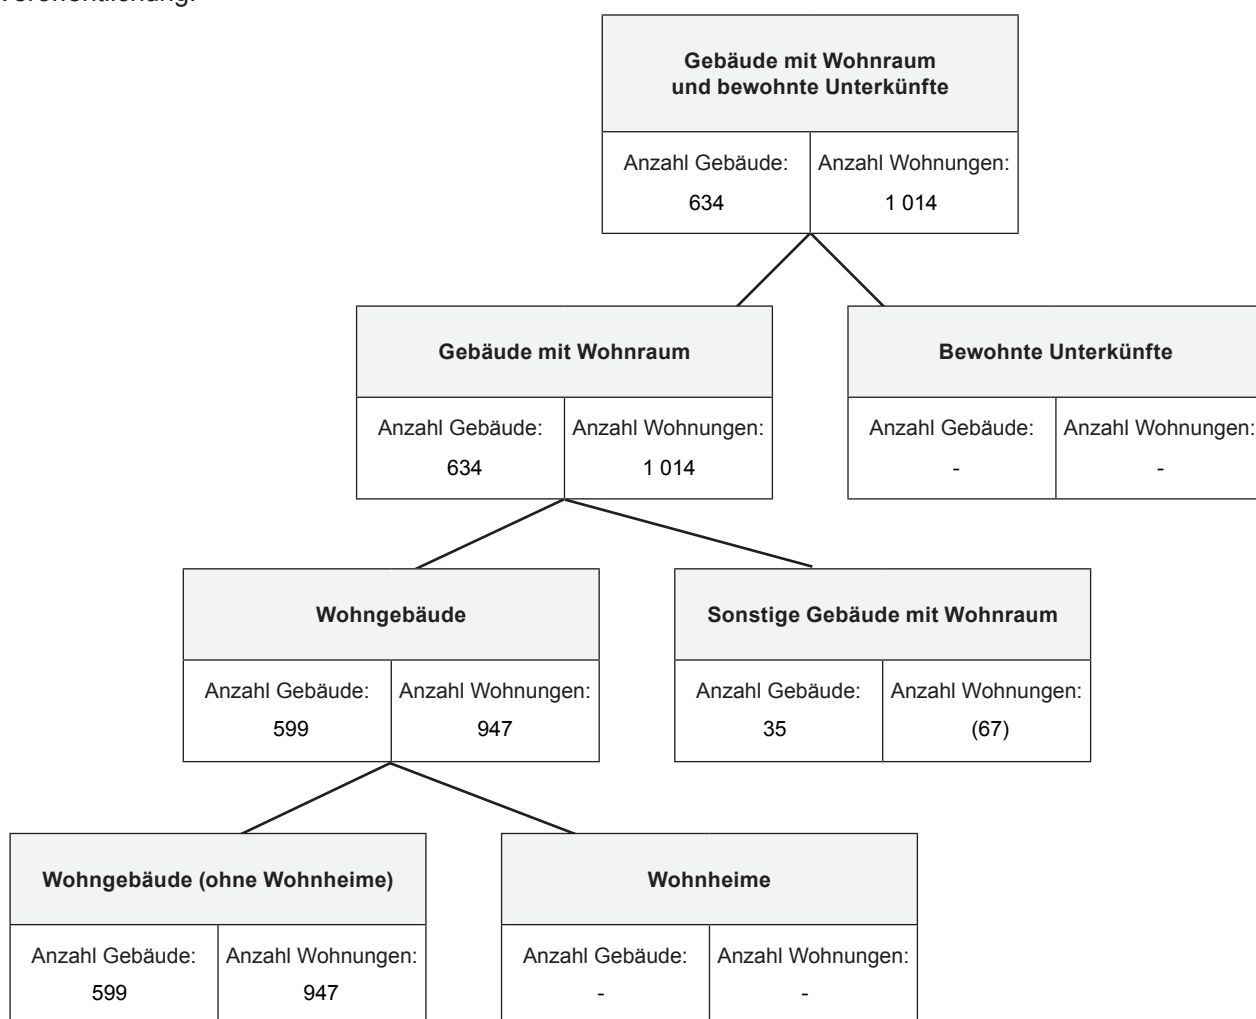 Veröffentlichung.
Gebäude mit Wohnraum
und bewohnte Unterkünfte
Anzahl Gebäude: Anzahl Wohnungen:
634 1 014
Gebäude mit Wohnraum
Bewohnte Unterkünfte
Anzahl Gebäude: Anzahl Wohnungen:
634 1 014
Anzahl Gebäude: Anzahl Wohnungen:
- -
Wohngebäude
Sonstige Gebäude mit Wohnraum
Anzahl Gebäude: Anzahl Wohnungen:
599 947
Anzahl Gebäude: Anzahl Wohnungen:
35 (67)
Wohngebäude (ohne Wohnheime)
Wohnheime
Anzahl Gebäude: Anzahl Wohnungen:
599 947
Anzahl Gebäude: Anzahl Wohnungen:
- -